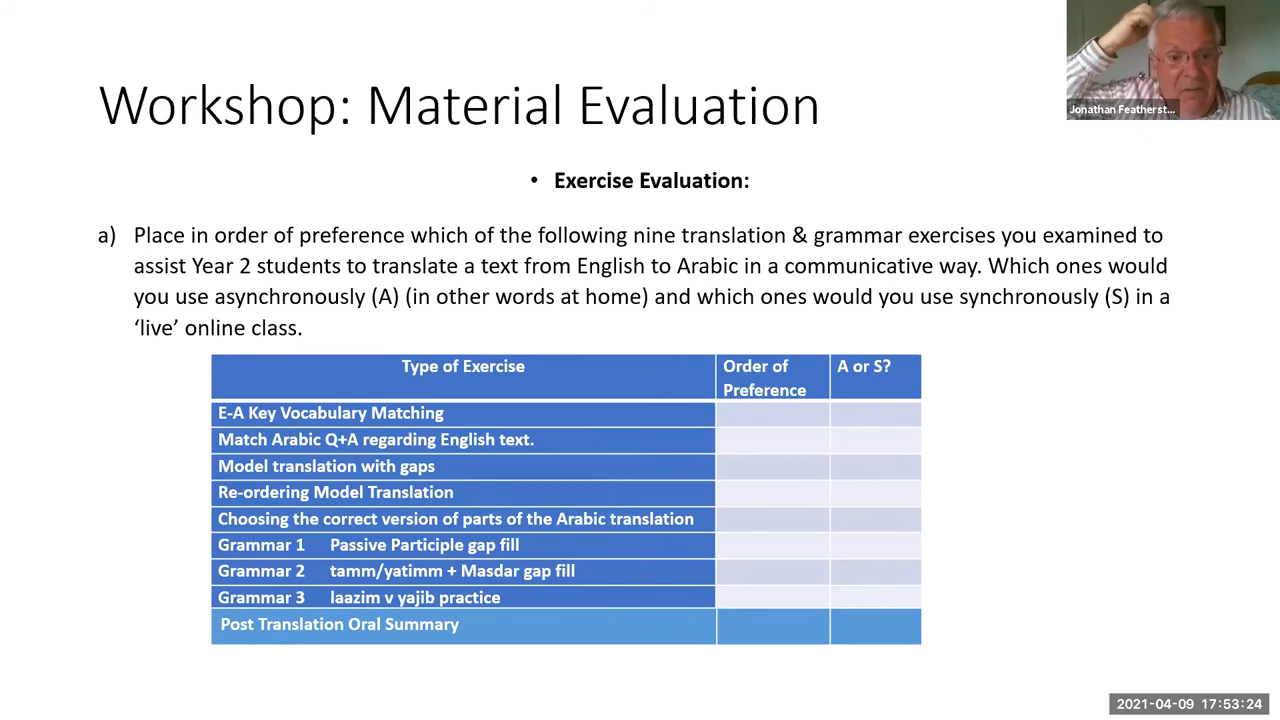 Workshop: Material Evaluation
Jonathan Featherst...
• Exercise Evaluation:
a) Place in order of preference which of the following nine translation & grammar exercises you examined to
assist Year 2 students to translate a text from English to Arabic in a communicative way. Which ones would
you use asynchronously (A) (in other words at home) and which ones would you use synchronously (S) in a
‘live’ online class.
Type of Exercise Order of Preference A or S?
E-A Key Vocabulary Matching
Match Arabic Q+A regarding English text.
Model translation with gaps
Re-ordering Model Translation
Choosing the correct version of parts of the Arabic translation
Grammar 1 Passive Participle gap fill
Grammar 2 tamm/yatimm + Masdar gap fill
Grammar 3 laazim v yajib practice
Post Translation Oral Summary
2021-04-09 17:53:24